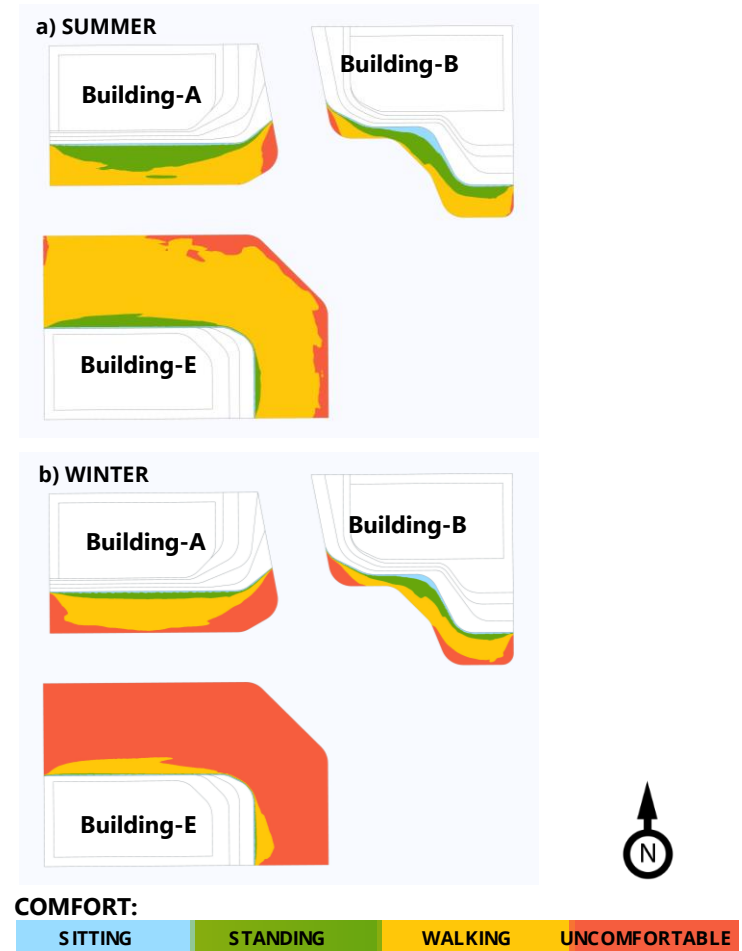 a) SUMMER
Building-A
Building-B
Building-E
b) WINTER
Building-A
Building-B
Building-E
N
COMFORT:
SITTING STANDING WALKING UNCOMFORTABLE